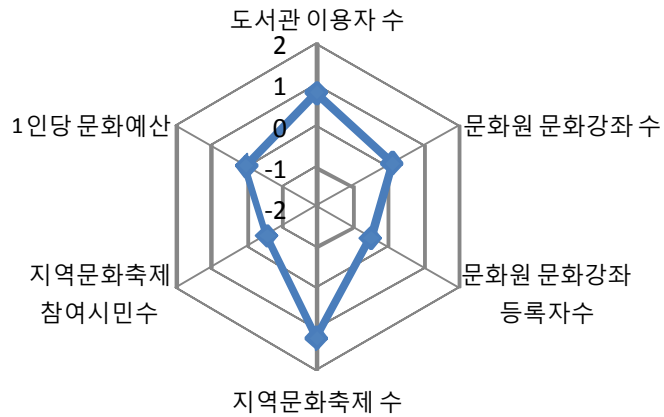 도서관 이용자 수
2
1
0
-1
-2
1인당 문화예산
문화원 문화강좌 수
지역문화축제
참여시민수
문화원 문화강좌
등록자수
지역문화축제 수